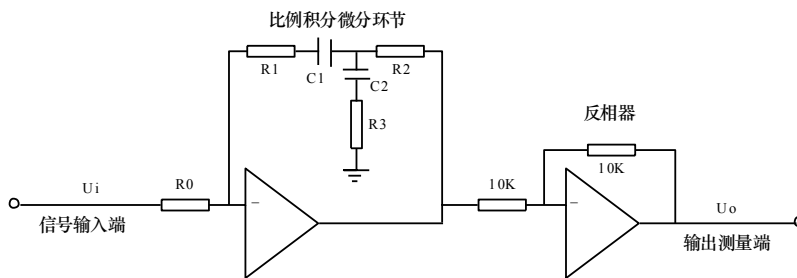 比例积分微分环节
R1
C1
R2
C2
R3
反相器
10K
Ui
R0
10K
Uo
信号输入端
输出测量端